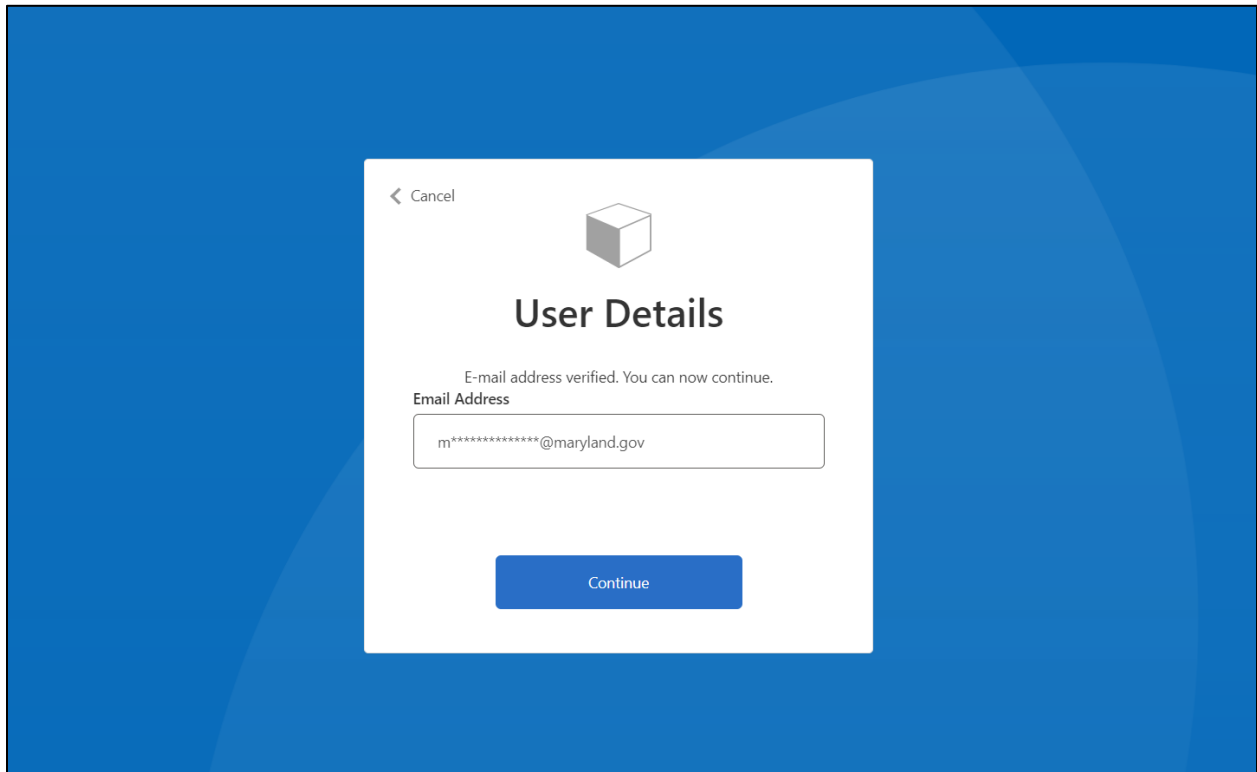 Cancel
User Details
E-mail address verified. You can now continue.
Email Address
m**************@maryland.gov
Continue